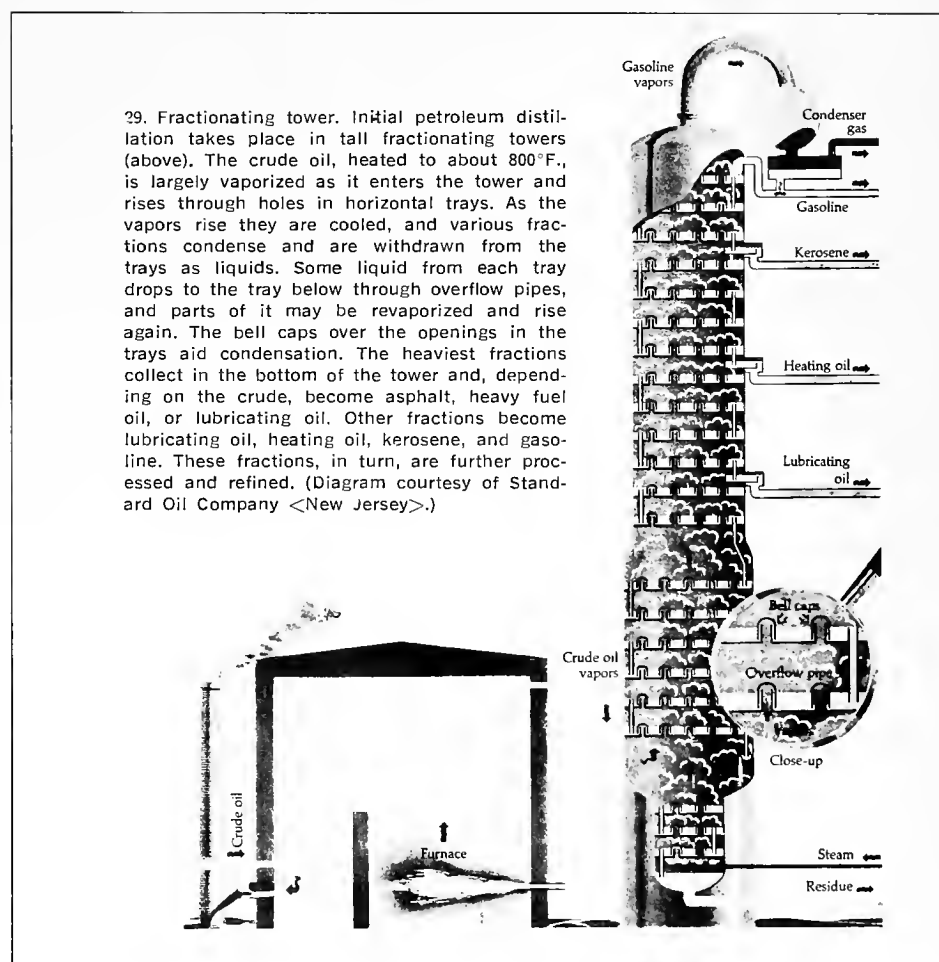 29. Fractionating tower. Initial petroleum distil-
lation takes place in tall fractionating towers
(above). The crude oil, heated to about 800°F.,
is largely vaporized as it enters the tower and
rises through holes in horizontal trays. As the
vapors rise they are cooled, and various frac-
tions condense and are withdrawn from the
trays as liquids. Some liquid from each tray
drops to the tray below through overflow pipes,
and parts of it may be revaporized and rise
again. The bell caps over the openings in the
trays aid condensation. The heaviest fractions
collect in the bottom of the tower and, depend-
ing on the crude, become asphalt, heavy fuel
oil, or lubricating oil. Other fractions become
lubricating oil, heating oil, kerosene, and gaso-
line. These fractions, in turn, are further proc-
essed and refined. (Diagram courtesy of Stand-
ard Oil Company <New Jersey>.)
Gasoline
vapors
Condenser
gas
Gasoline
Kerosene
Heating oil
Lubricating
oil
Bell caps
Overflow pipe
Close-up
Crude oil
vapors
Crude oil
Furnace
Steam
Residue